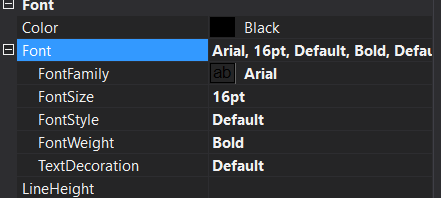 Font
Color Black
Font Arial, 16pt, Default, Bold, Defau
FontFamily ab Arial
FontSize 16pt
FontStyle Default
FontWeight Bold
TextDecoration Default
LineHeight